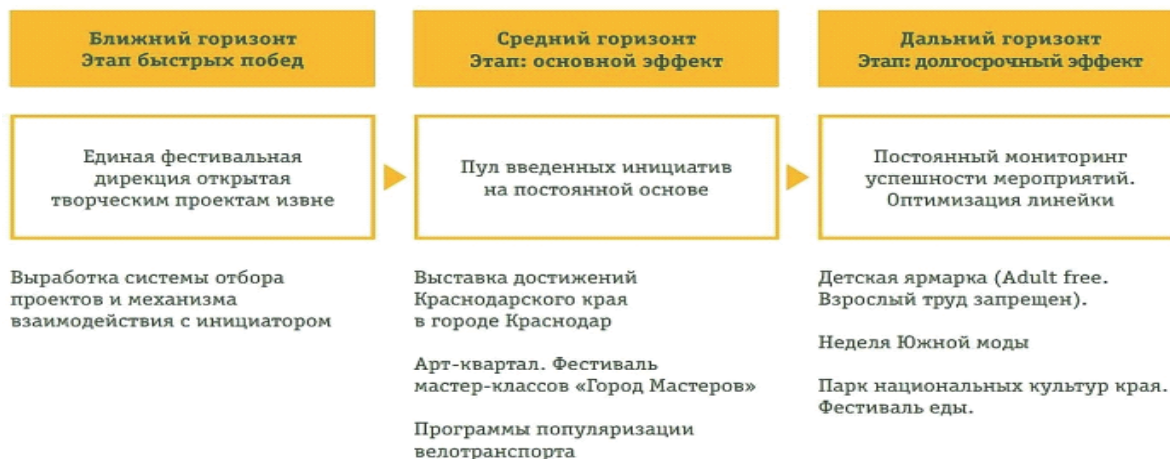 Ближний горизонт
Этап быстрых побед
Единая фестивальная
дирекция открытая
творческим проектам извне
Выработка системы отбора
проектов и механизма
взаимодействия с инициатором
Средний горизонт
Этап: основной эффект
Пул введенных инициатив
на постоянной основе
Выставка достижений
Краснодарского края
в городе Краснодар
Арт-квартал. Фестиваль
мастер-классов «Город Мастеров»
Программы популяризации
велотранспорта
Дальний горизонт
Этап: долгосрочный эффект
Постоянный мониторинг
успешности мероприятий.
Оптимизация линейки
Детская ярмарка (Adult free.
Взрослый труд запрещен).
Неделя Южной моды
Парк национальных культур края.
Фестиваль еды.